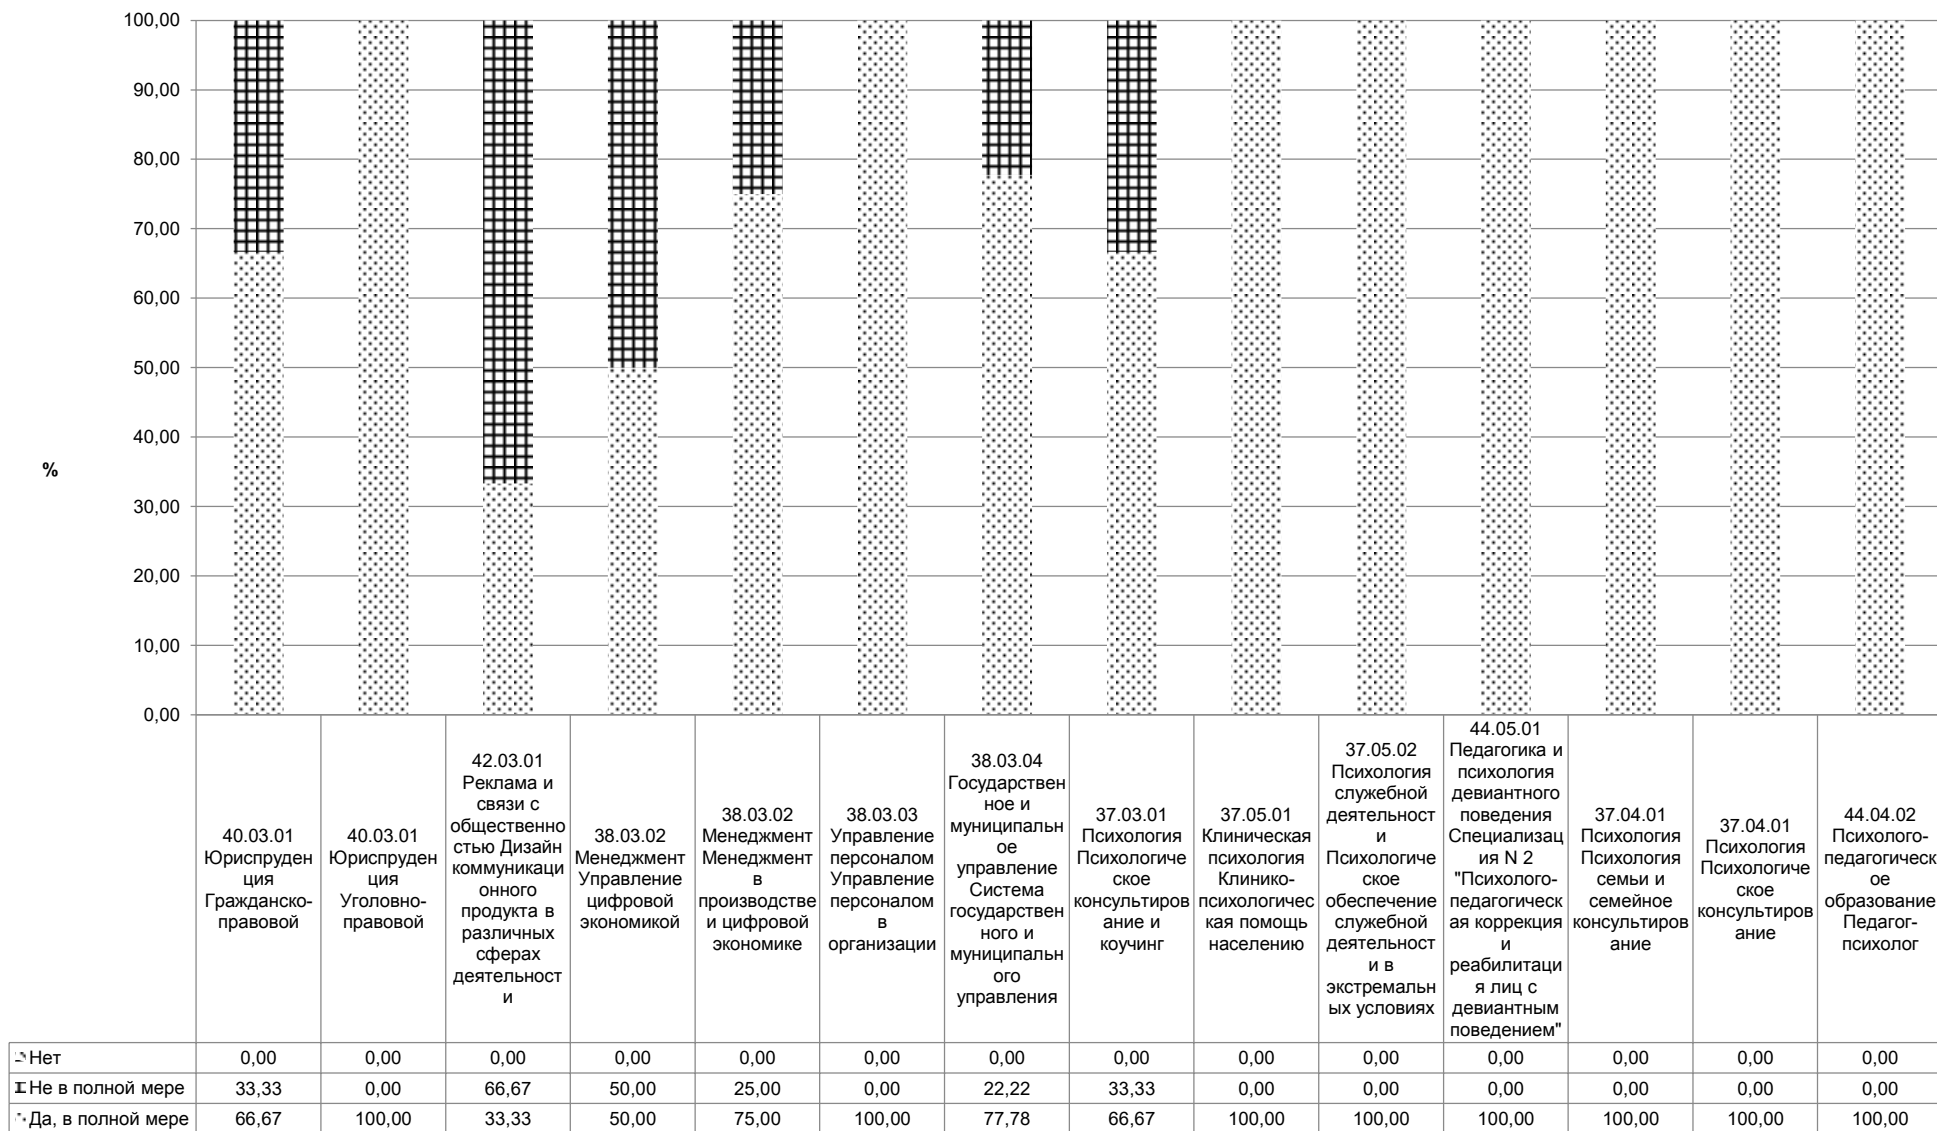 100,00
90,00
80,00
70,00
60,00
50,00
40,00
%
30,00
20,00
10,00
0,00
40.03.01
Юриспруден
ция
Гражданско-
правовой
40.03.01
Юриспруден
ция
Уголовно-
правовой
42.03.01
Реклама и
связи с
общественно
стью Дизайн
коммуникаци
онного
продукта в
различных
сферах
деятельност
и
38.03.02
Менеджмент
Управление
цифровой
экономикой
38.03.02
Менеджмент
Менеджмент
в
производстве
и цифровой
экономике
38.03.03
Управление
персоналом
Управление
персоналом
в
организации
38.03.04
Государствен
ное и
муниципальн
ое
управление
Система
государствен
ного и
муниципальн
ого
управления
37.03.01
Психология
Психологиче
ское
консультиров
ание и
коучинг
37.05.01
Клиническая
психология
Клинико-
психологичес
кая помощь
населению
37.05.02
Психология
служебной
деятельност
и
Психологиче
ское
обеспечение
служебной
деятельност
и в
экстремальн
ых условиях
44.05.01
Педагогика и
психология
девиантного
поведения
Специализац
ия N 2
"Психолого-
педагогическ
ая коррекция
и
реабилитаци
я лиц с
девиантным
поведением"
37.04.01
Психология
Психология
семьи и
семейное
консультиров
ание
37.04.01
Психология
Психологиче
ское
консультиров
ание
44.04.02
Психолого-
педагогическ
ое
образование
Педагог-
психолог
Нет 0,00 0,00 0,00 0,00 0,00 0,00 0,00 0,00 0,00 0,00 0,00 0,00 0,00 0,00
Не в полной мере 33,33 0,00 66,67 50,00 25,00 0,00 22,22 33,33 0,00 0,00 0,00 0,00 0,00 0,00
Да, в полной мере 66,67 100,00 33,33 50,00 75,00 100,00 77,78 66,67 100,00 100,00 100,00 100,00 100,00 100,00